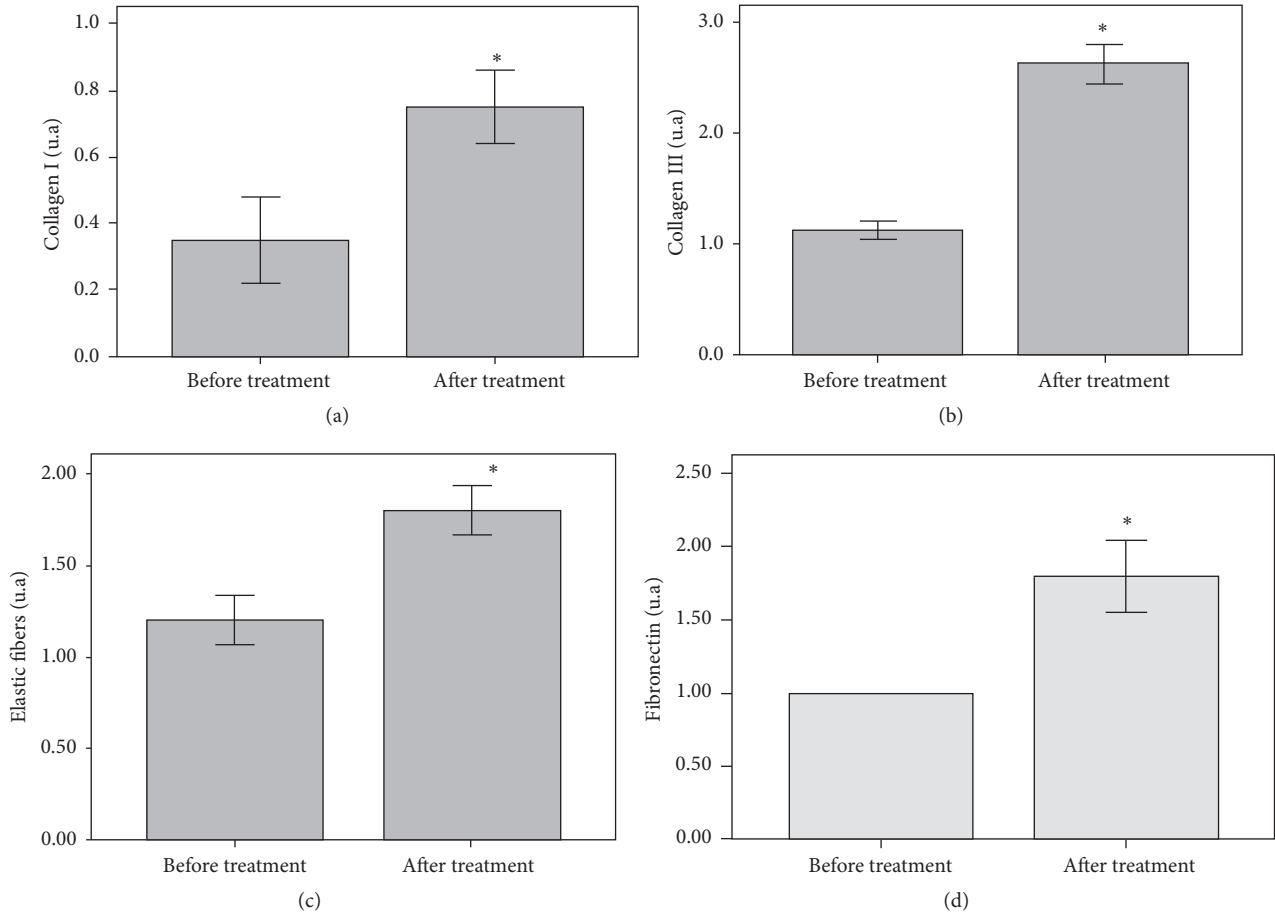 Collagen I (u.a)
1.0
0.8
0.6
0.4
0.2
0.0
*
Before treatment
After treatment
(a)
Collagen III (u.a)
3.0
2.0
1.0
0.0
*
Before treatment
After treatment
(b)
Elastic fibers (u.a)
2.00
1.50
1.00
0.50
0.00
*
Before treatment
After treatment
(c)
Fibronectin (u.a)
2.50
2.00
1.50
1.00
0.50
0.00
*
Before treatment
After treatment
(d)